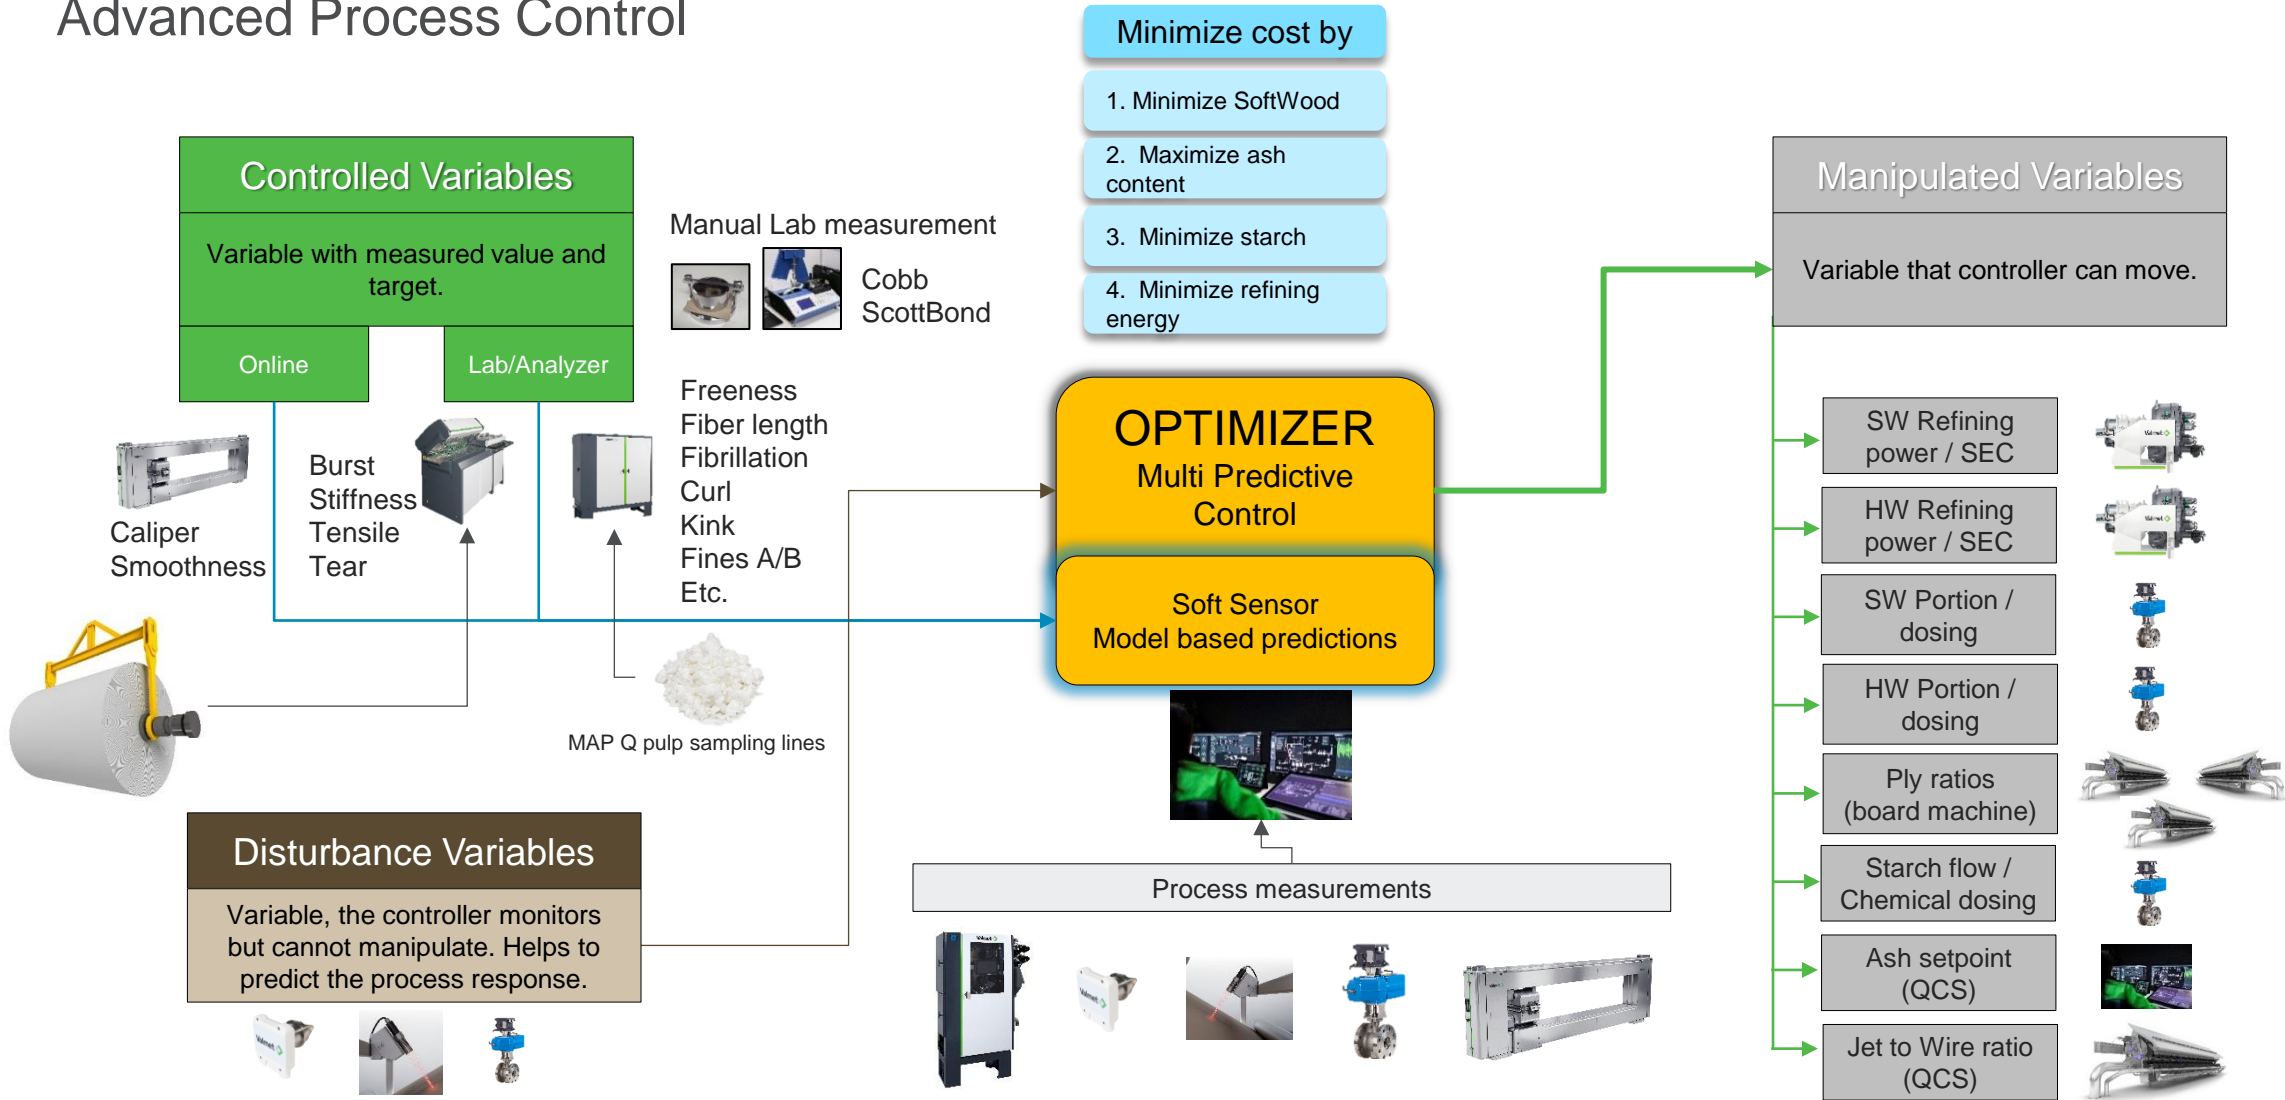 Advanced Process Control
Minimize cost by
1. Minimize SoftWood
2. Maximize ash
content
3. Minimize starch
4. Minimize refining
energy
Controlled Variables
Variable with measured value and
target.
Online
Lab/Analyzer
Manual Lab measurement
Cobb
ScottBond
Caliper
Smoothness
Burst
Stiffness
Tensile
Tear
Freeness
Fiber length
Fibrillation
Curl
Kink
Fines A/B
Etc.
MAP Q pulp sampling lines
OPTIMIZER
Multi Predictive
Control
Soft Sensor
Model based predictions
Disturbance Variables
Variable, the controller monitors
but cannot manipulate. Helps to
predict the process response.
Valmet
Process measurements
Valmet
Valmet
Manipulated Variables
Variable that controller can move.
SW Refining
power / SEC
Valmet
HW Refining
power / SEC
Valmet
SW Portion /
dosing
HW Portion /
dosing
Ply ratios
(board machine)
Starch flow /
Chemical dosing
Ash setpoint
(QCS)
Jet to Wire ratio
(QCS)